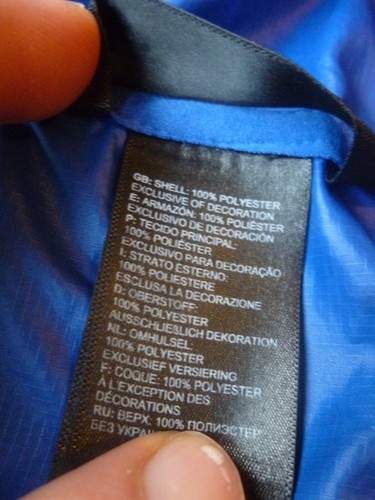 GB: SHELL: 100% POLYESTER
EXCLUSIVE OF DECORATION
E: ARMAZÓN: 100% POLIÉSTER
EXCLUSIVO DE DECORACIÓN
P: TECIDO PRINCIPAL:
100% POLIÉSTER
EXCLUSIVO PARA DECORAÇÃO
I: STRATO ESTERNO:
100% POLIESTERE
ESCLUSA LA DECORAZIONE
D: OBERSTOFF:
100% POLYESTER
AUSSCHLIEßLICH DEKORATION
NL: OMHULSEL:
100% POLYESTER
EXCLUSIEF VERSIERING
F: COQUE: 100% POLYESTER
À L'EXCEPTION DES
DÉCORATIONS
RU: ВЕРХ: 100% ПОЛИЭСТЕР
БЕЗ